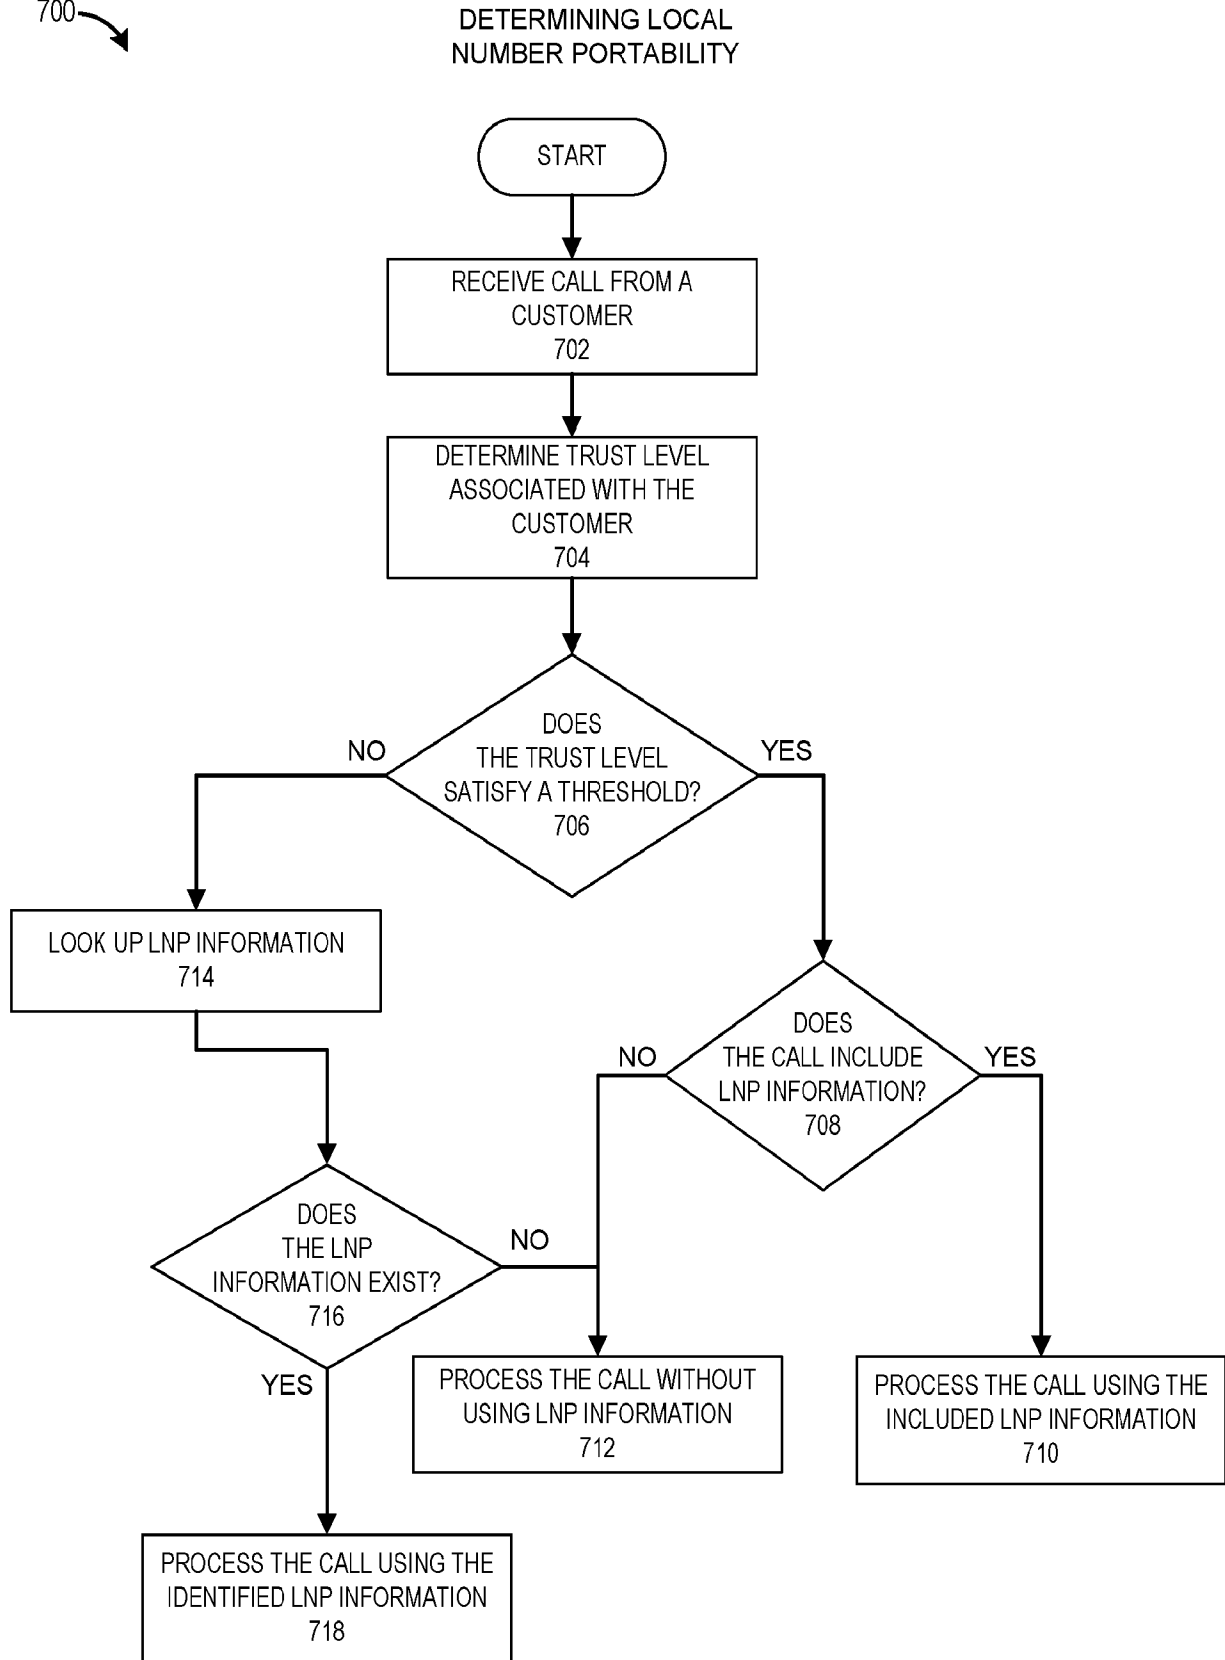 700
DETERMINING LOCAL
NUMBER PORTABILITY
START
RECEIVE CALL FROM A
CUSTOMER
702
DETERMINE TRUST LEVEL
ASSOCIATED WITH THE
CUSTOMER
704
DOES
THE TRUST LEVEL
SATISFY A THRESHOLD?
706
NO
YES
LOOK UP LNP INFORMATION
714
DOES
THE CALL INCLUDE
LNP INFORMATION?
708
NO
YES
DOES
THE LNP
INFORMATION EXIST?
716
NO
YES
PROCESS THE CALL WITHOUT
USING LNP INFORMATION
712
PROCESS THE CALL USING THE
INCLUDED LNP INFORMATION
710
PROCESS THE CALL USING THE
IDENTIFIED LNP INFORMATION
718